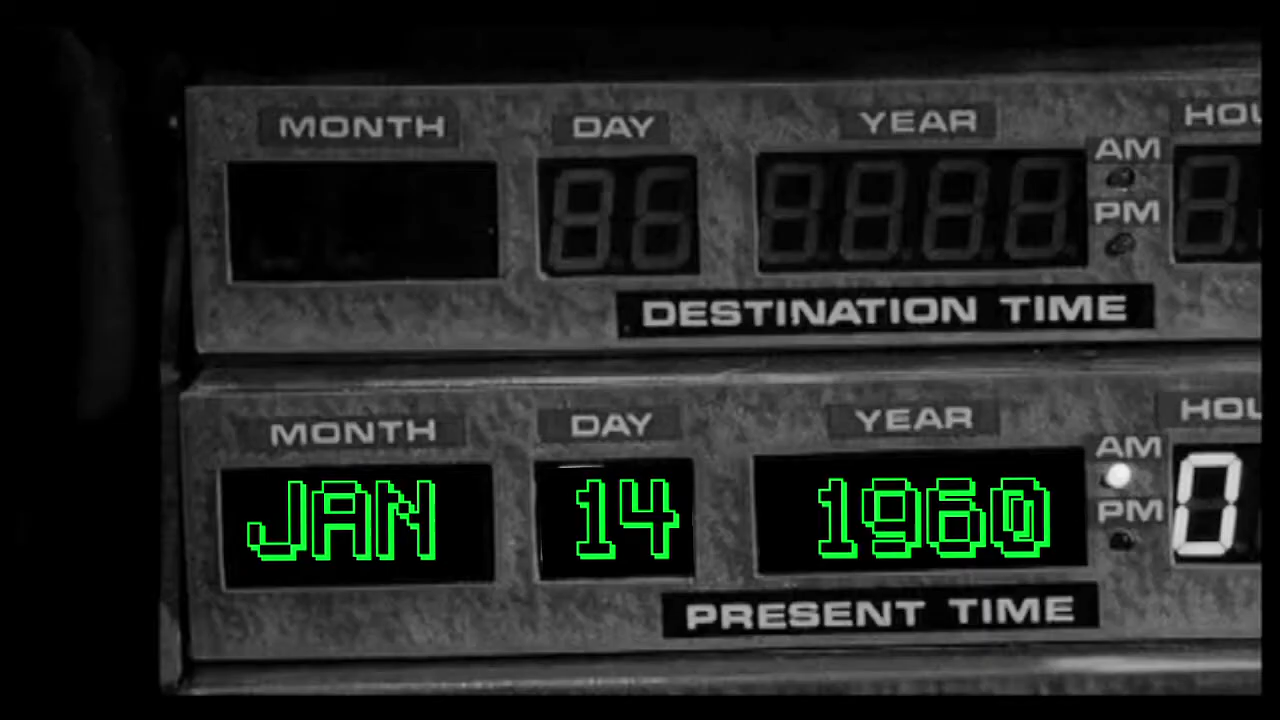 MONTH DAY YEAR HOU
AM
PM
DESTINATION TIME
MONTH DAY YEAR HOU
AM
JAN 14 1960 0
PM
PRESENT TIME